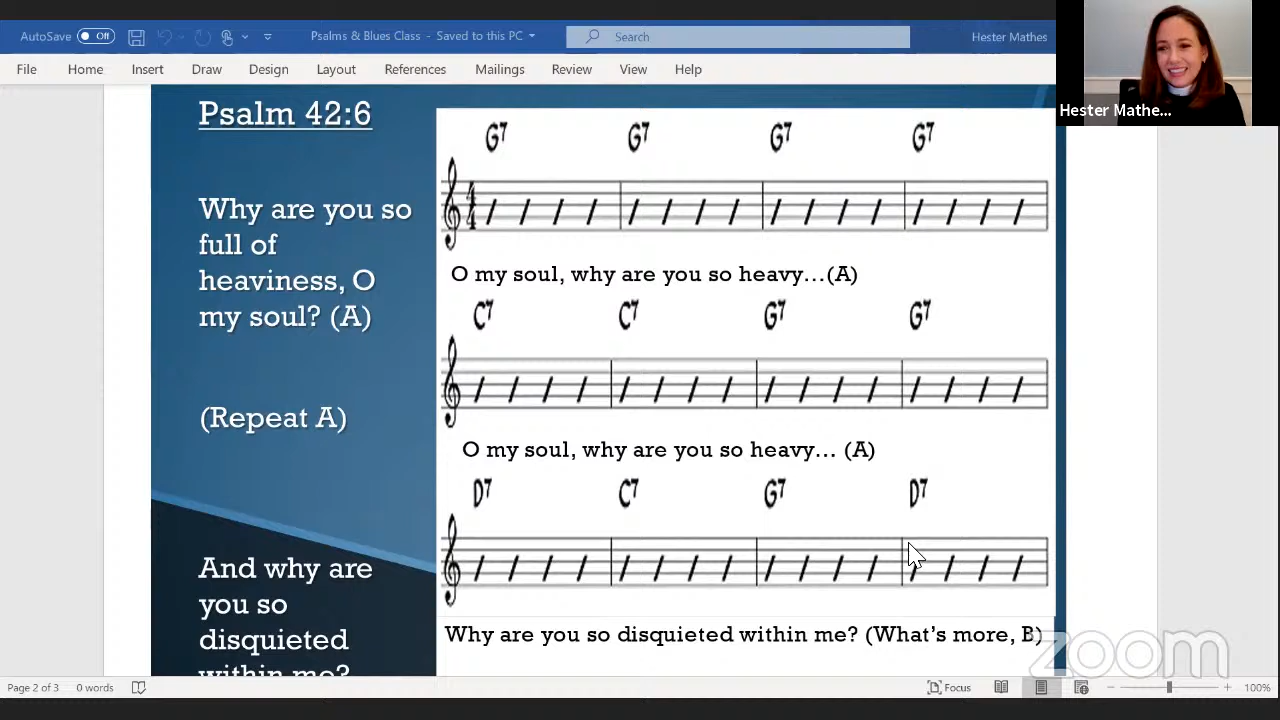 AutoSave Off Psalms & Blues Class - Saved to this PC Search Hester Mathes
File Home Insert Draw Design Layout References Mailings Review View Help
Hester Mathe...
Psalm 42:6
Why are you so
full of
heaviness, O
my soul? (A)
(Repeat A)
And why are
you so
disquieted
within me?
G7 G7 G7 G7
4
4
O my soul, why are you so heavy...(A)
C7 C7 G7 G7
O my soul, why are you so heavy... (A)
D7 C7 G7 D7
Why are you so disquieted within me? (What's more, B)
zoom
Page 2 of 3 0 words Focus 100%